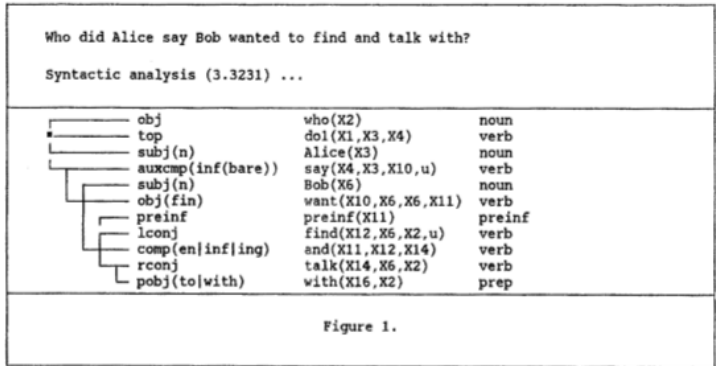 Who did Alice say Bob wanted to find and talk with?
Syntactic analysis (3.3231) ...
obj who(X2) noun
top do1(X1,X3,X4) verb
subj(n) Alice(X3) noun
auxcmp(inf(bare)) say(X4,X3,X10,u) verb
subj(n) Bob(X6) noun
obj(fin) want(X10,X6,X6,X11) verb
preinf preinf(X11) preinf
lconj find(X12,X6,X2,u) verb
comp(en|inf|ing) and(X11,X12,X14) verb
rconj talk(X14,X6,X2) verb
pobj(to|with) with(X16,X2) prep
Figure 1.